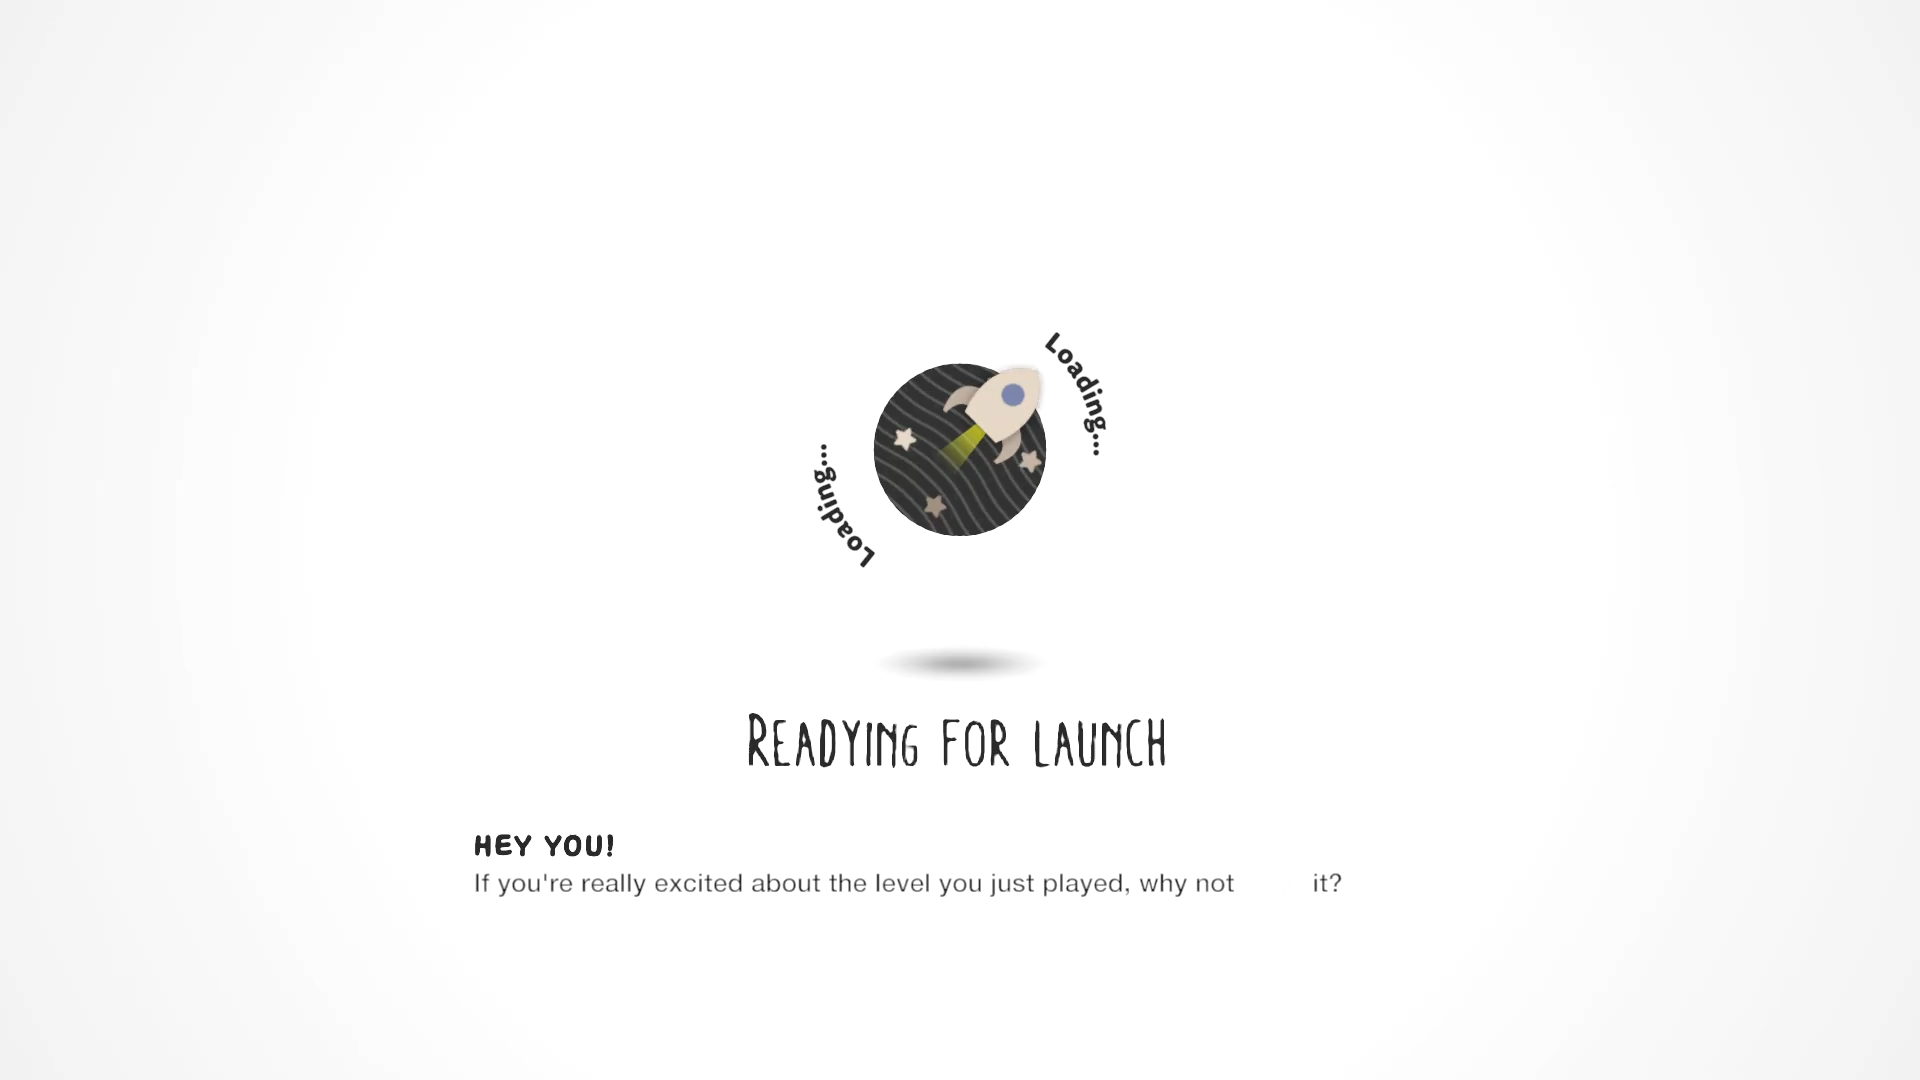 Loading...
Loading...
READYING FOR LAUNCH
HEY YOU!
If you're really excited about the level you just played, why not it?